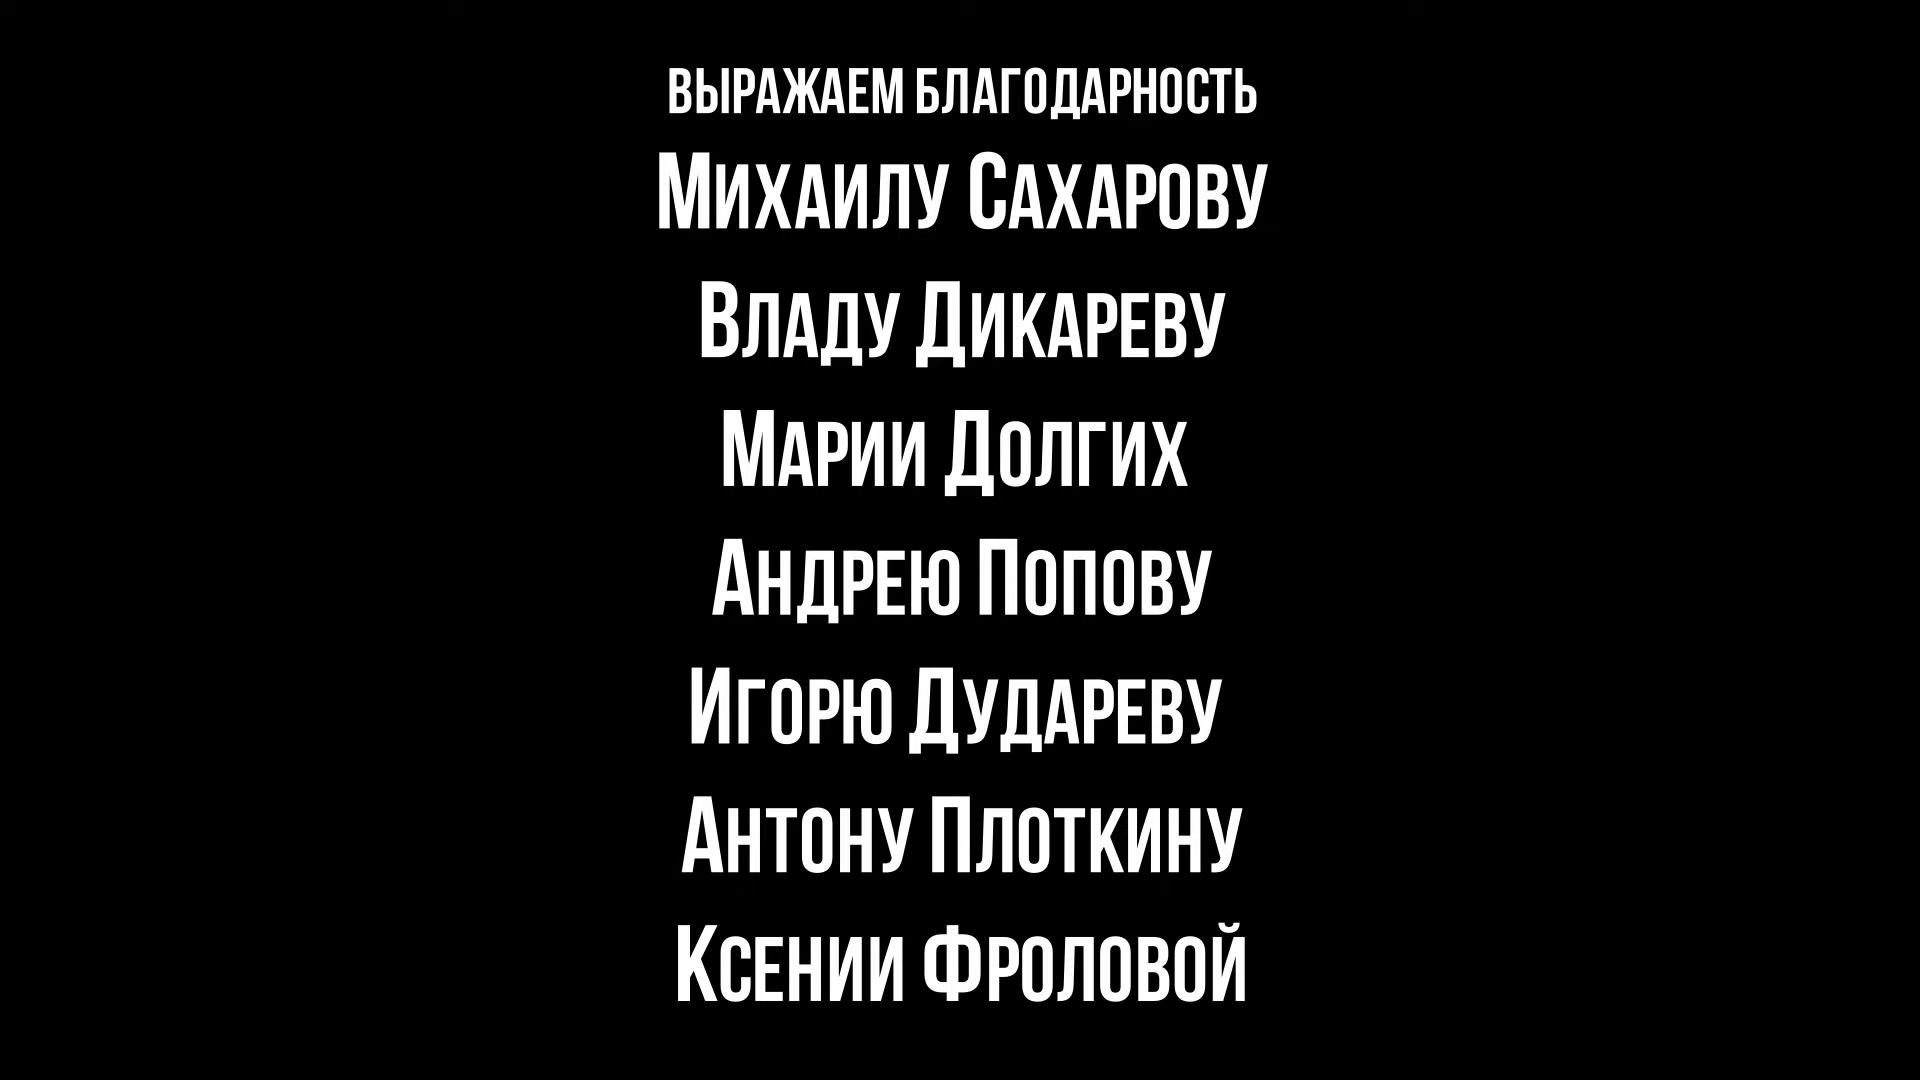 ВЫРАЖАЕМ БЛАГОДАРНОСТЬ
МИХАИЛУ САХАРОВУ
ВЛАДУ ДИКАРЕВУ
МАРИИ ДОЛГИХ
АНДРЕЮ ПОПОВУ
ИГОРЮ ДУДАРЕВУ
АНТОНУ ПЛОТКИНУ
КСЕНИИ ФРОЛОВОЙ